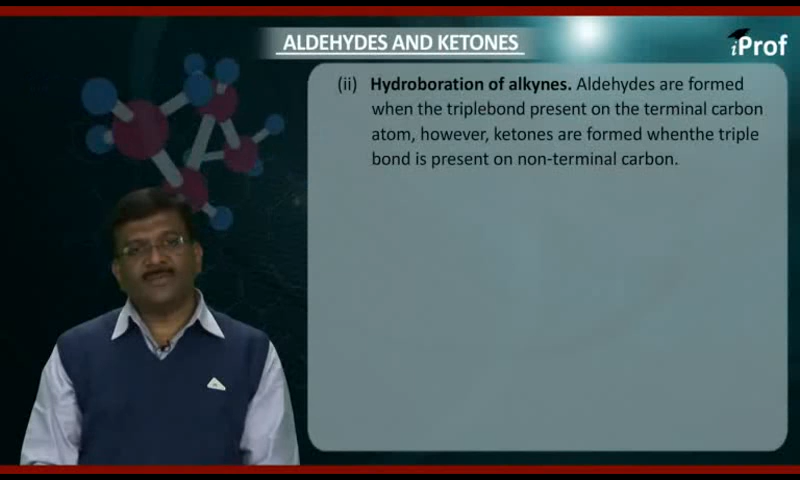 ALDEHYDES AND KETONES
iProf
(ii) Hydroboration of alkynes. Aldehydes are formed
when the triplebond present on the terminal carbon
atom, however, ketones are formed whenthe triple
bond is present on non-terminal carbon.